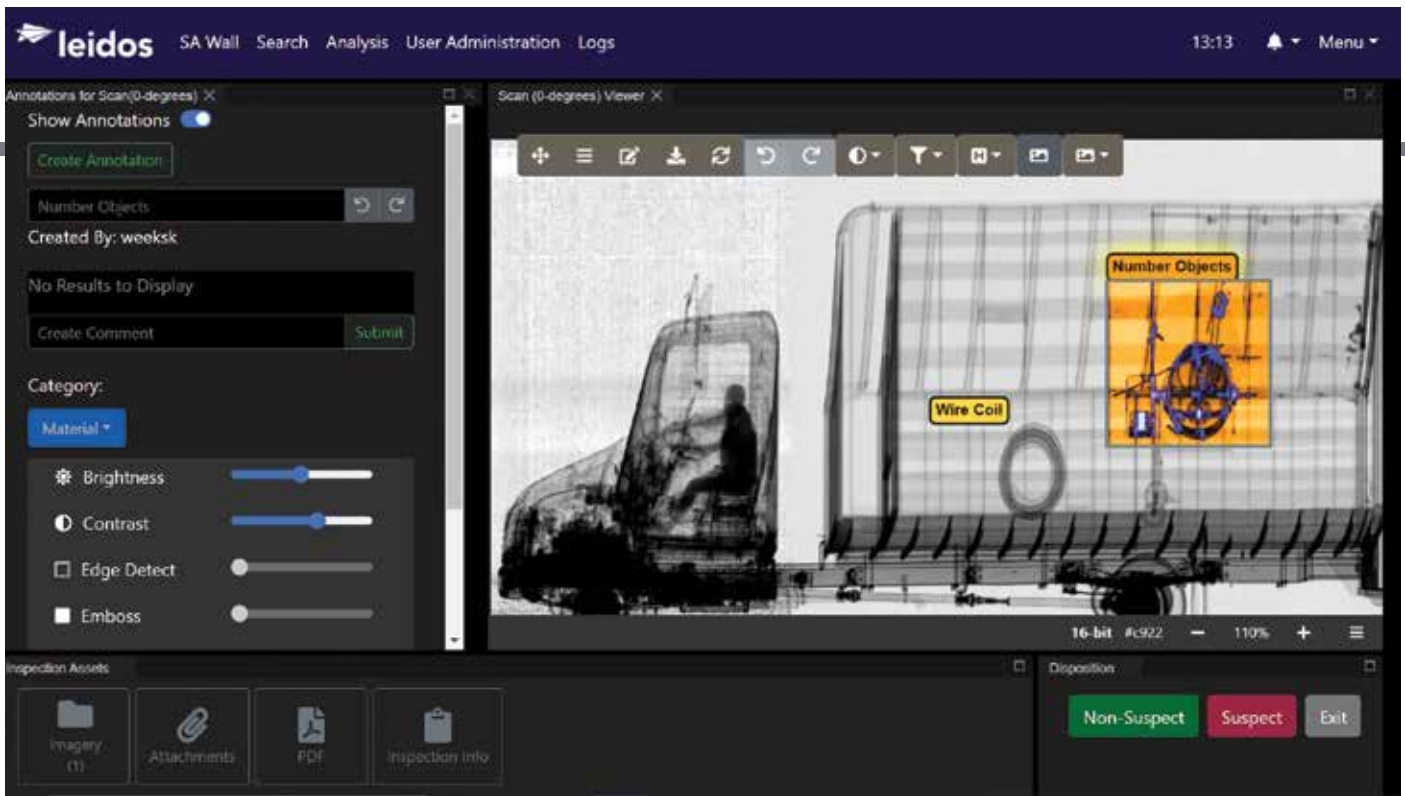 leidos SA Wall Search Analysis User Administration Logs 13:13 Menu
Annotations for Scan(0-degrees)
Show Annotations
Create Annotation
Number Objects
Created By: weeksk
No Results to Display
Create Comment Submit
Category:
Material
Brightness
Contrast
Edge Detect
Emboss
Scan (0-degrees) Viewer
Number Objects
Wire Coil
16-bit #c922 110%
Inspection Assets
Imagery
(1)
Attachments
PDF
Inspection Info
Disposition
Non-Suspect Suspect Exit